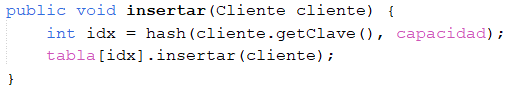 public void insertar(Cliente cliente) {
    int idx = hash(cliente.getClave(), capacidad);
    tabla[idx].insertar(cliente);
}